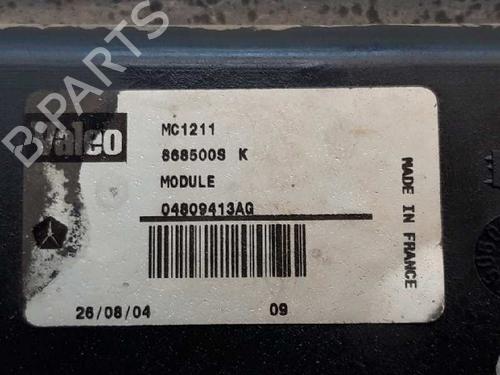 B-PARTS
Valeo
MC1211
868500S K
MODULE
04809413AG
26/08/04
09
MADE IN FRANCE